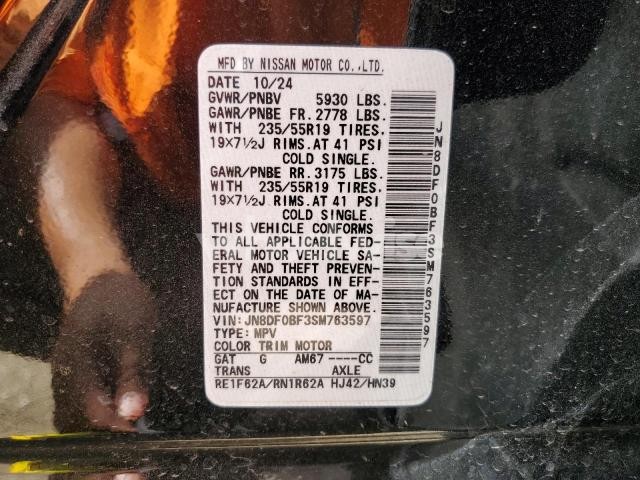 MFD BY NISSAN MOTOR CO.,LTD.
DATE 10/24
GVWR/PNBV 5930 LBS.
GAWR/PNBE FR. 2778 LBS.
WITH 235/55R19 TIRES.
19×7½J RIMS.AT 41 PSI
COLD SINGLE.
GAWR/PNBE RR. 3175 LBS.
WITH 235/55R19 TIRES.
19×7½J RIMS.AT 41 PSI
COLD SINGLE.
THIS VEHICLE CONFORMS
TO ALL APPLICABLE FED-
ERAL MOTOR VEHICLE SA-
FETY AND THEFT PREVEN-
TION STANDARDS IN EFF-
ECT ON THE DATE OF MA-
NUFACTURE SHOWN ABOVE.
VIN:JN8DF0BF3SM763597
TYPE: MPV
COLOR TRIM MOTOR
GAT G AM67 ----CC
TRANS AXLE
RE1F62A/RN1R62A HJ42/HN39
JN8DF0BF3SM763597